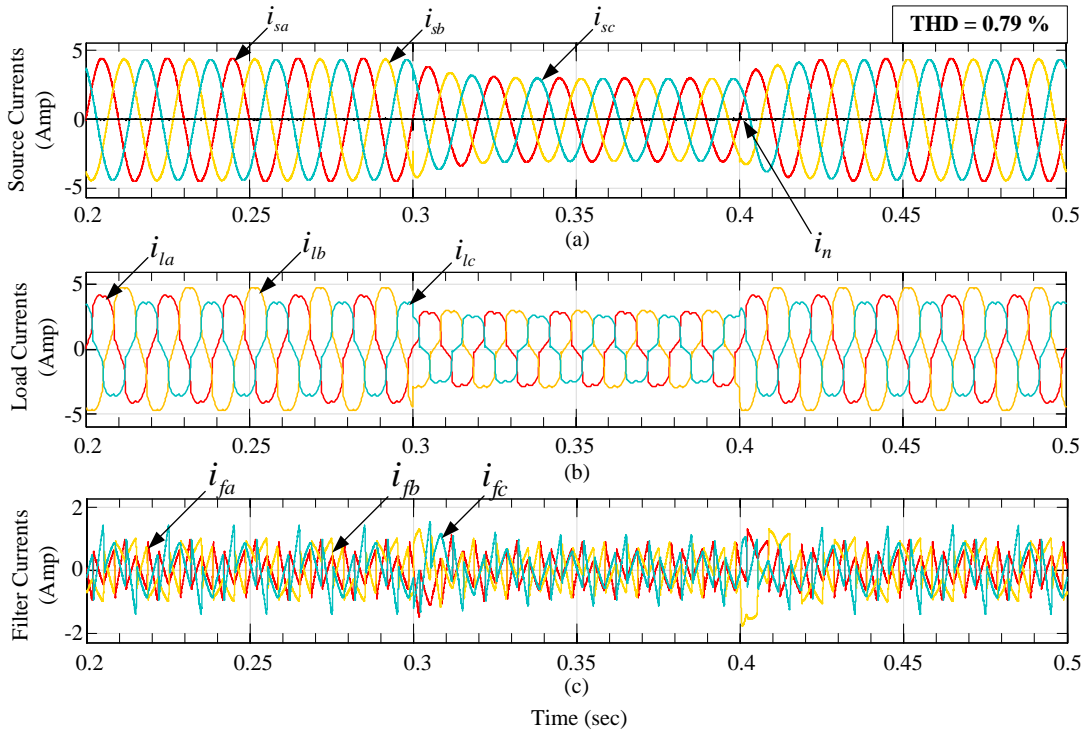 i_sa
i_sb
i_sc
THD = 0.79 %
Source Currents
(Amp)
5
0
-5
0.2
0.25
0.3
0.35
0.4
0.45
0.5
(a)
i_n
i_la
i_lb
i_lc
Load Currents
(Amp)
5
0
-5
0.2
0.25
0.3
0.35
0.4
0.45
0.5
(b)
i_fa
i_fb
i_fc
Filter Currents
(Amp)
2
0
-2
0.2
0.25
0.3
0.35
0.4
0.45
0.5
(c)
Time (sec)